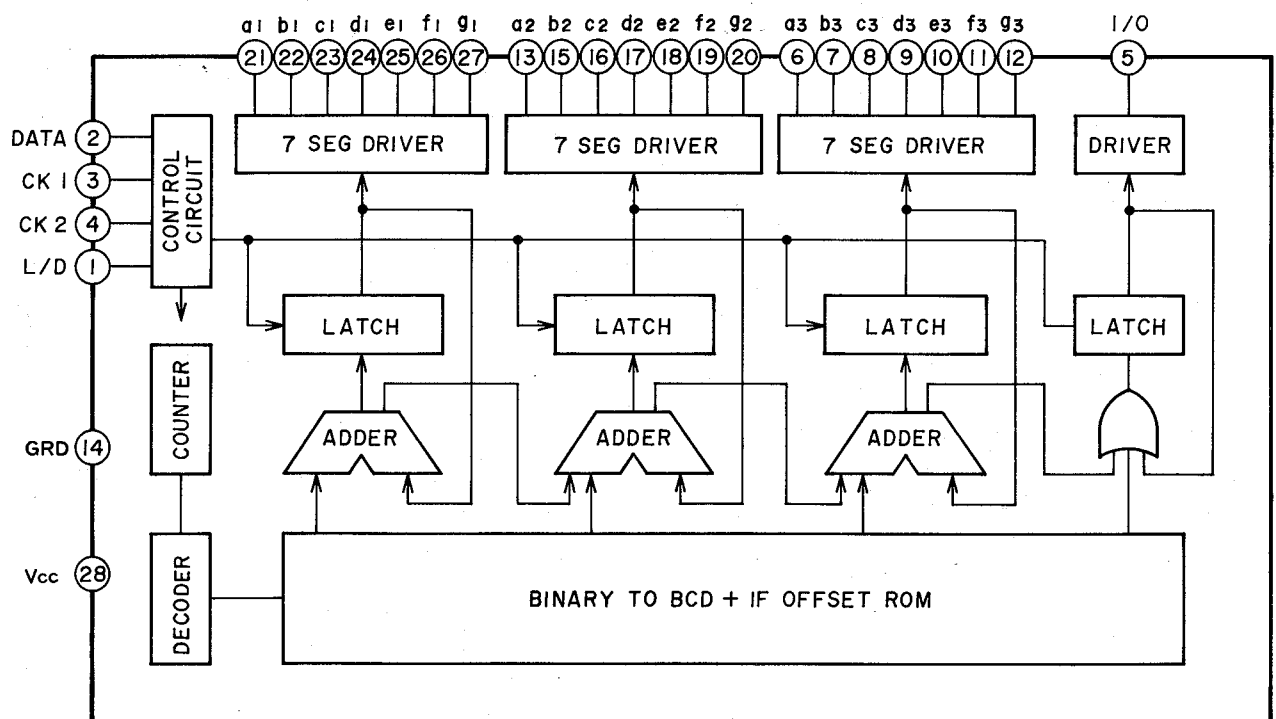 a1 b1 c1 d1 e1 f1 g1 a2 b2 c2 d2 e2 f2 g2 a3 b3 c3 d3 e3 f3 g3 I/O
21 22 23 24 25 26 27 13 15 16 17 18 19 20 6 7 8 9 10 11 12 5
DATA 2
CK 1 3
CK 2 4
L/D 1
CONTROL
CIRCUIT
7 SEG DRIVER
7 SEG DRIVER
7 SEG DRIVER
DRIVER
LATCH
LATCH
LATCH
LATCH
COUNTER
ADDER
ADDER
ADDER
GRD 14
Vcc 28
DECODER
BINARY TO BCD + IF OFFSET ROM